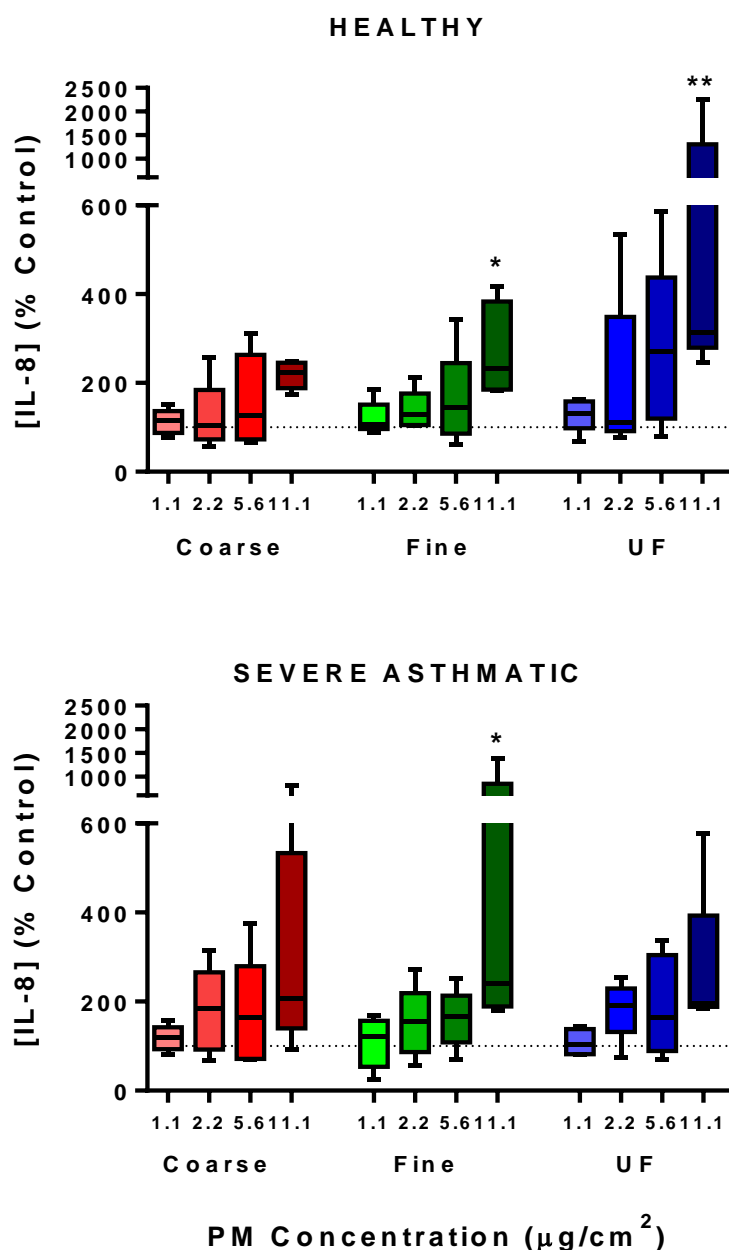 HEALTHY
[IL-8] (% Control)
2500
2000
1500
1000
600
400
200
0
* ** 
1.1 2.2 5.6 11.1 1.1 2.2 5.6 11.1 1.1 2.2 5.6 11.1
Coarse Fine UF
SEVERE ASTHMATIC
[IL-8] (% Control)
2500
2000
1500
1000
600
400
200
0
*
1.1 2.2 5.6 11.1 1.1 2.2 5.6 11.1 1.1 2.2 5.6 11.1
Coarse Fine UF
PM Concentration (μg/cm²)